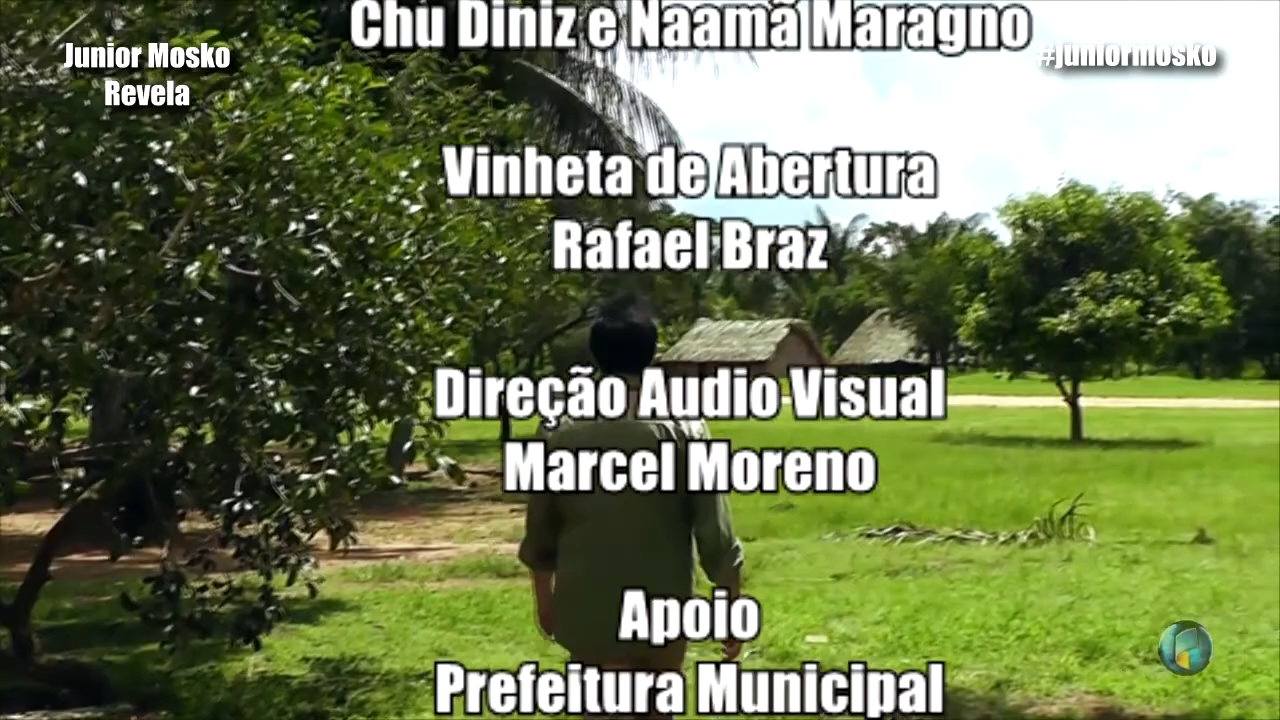 Chu Diniz e Naamã Maragno
Junior Mosko
Revela
#juniormosko
Vinheta de Abertura
Rafael Braz
Direção Audio Visual
Marcel Moreno
Apoio
Prefeitura Municipal